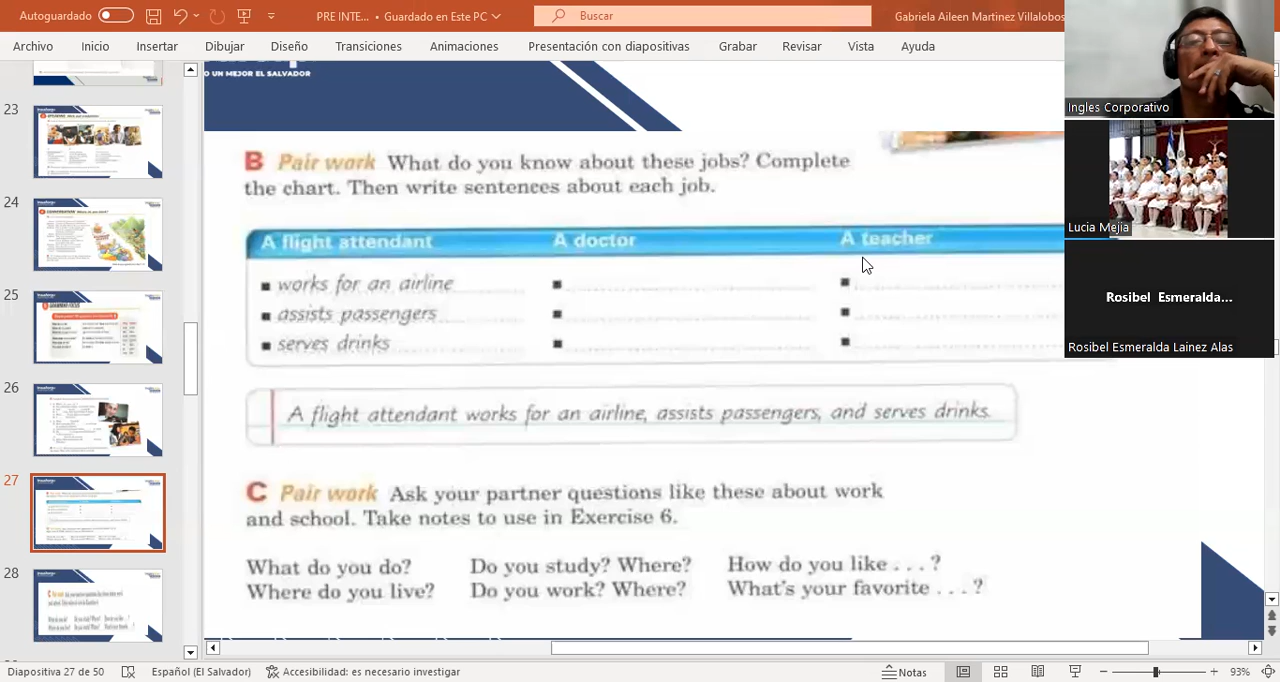 Autoguardado
PRE INTE... • Guardado en Este PC
Buscar
Gabriela Aileen Martinez Villalobos
Archivo
Inicio
Insertar
Dibujar
Diseño
Transiciones
Animaciones
Presentación con diapositivas
Grabar
Revisar
Vista
Ayuda
23
24
25
26
27
28
O UN MEJOR EL SALVADOR
B Pair work What do you know about these jobs? Complete
the chart. Then write sentences about each job.
A flight attendant
A doctor
A teacher
works for an airline
assists passengers
serves drinks
A flight attendant works for an airline, assists passengers, and serves drinks.
C Pair work Ask your partner questions like these about work
and school. Take notes to use in Exercise 6.
What do you do?
Do you study? Where?
How do you like . . . ?
Where do you live?
Do you work? Where?
What's your favorite . . . ?
Ingles Corporativo
Lucia Mejia
Rosibel Esmeralda...
Rosibel Esmeralda Lainez Alas
Diapositiva 27 de 50
Español (El Salvador)
Accesibilidad: es necesario investigar
Notas
93%